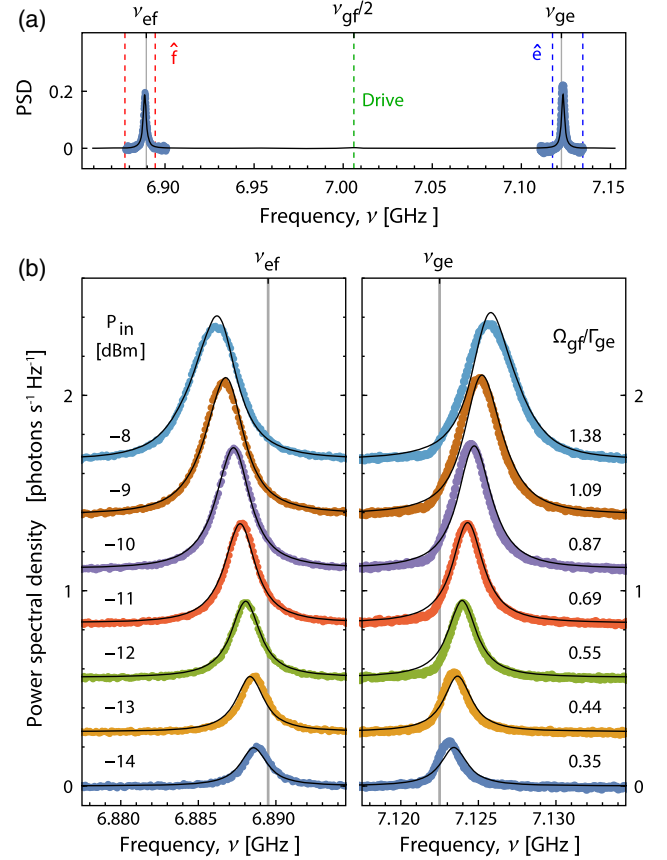 (a)
ν_ef ν_gf/2 ν_ge
f̂ ê
Drive
PSD
0.2
0
6.90 6.95 7.00 7.05 7.10 7.15
Frequency, ν [GHz]
(b)
ν_ef ν_ge
P_in
[dBm]
Ω_gf/Γ_ge
Power spectral density [photons s⁻¹ Hz⁻¹]
2 2
−8 1.38
−9 1.09
−10 0.87
−11 0.69
1 1
−12 0.55
−13 0.44
−14 0.35
0 0
6.880 6.885 6.890 7.120 7.125 7.130
Frequency, ν [GHz] Frequency, ν [GHz]